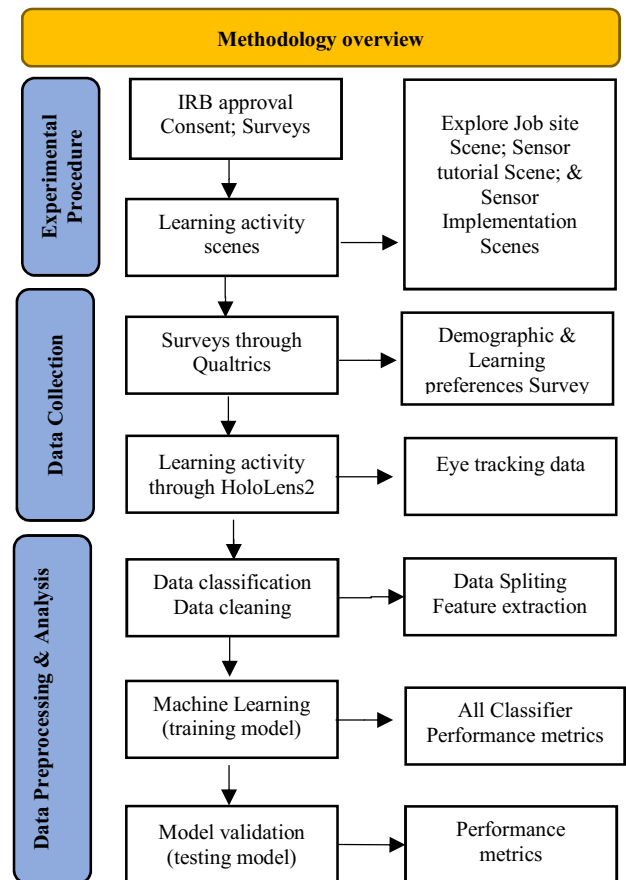 Methodology overview
Experimental
Procedure
IRB approval
Consent; Surveys
Explore Job site
Scene; Sensor
tutorial Scene; &
Sensor
Implementation
Scenes
Learning activity
scenes
Data Collection
Surveys through
Qualtrics
Demographic &
Learning
preferences Survey
Learning activity
through HoloLens2
Eye tracking data
Data Preprocessing & Analysis
Data classification
Data cleaning
Data Spliting
Feature extraction
Machine Learning
(training model)
All Classifier
Performance metrics
Model validation
(testing model)
Performance
metrics